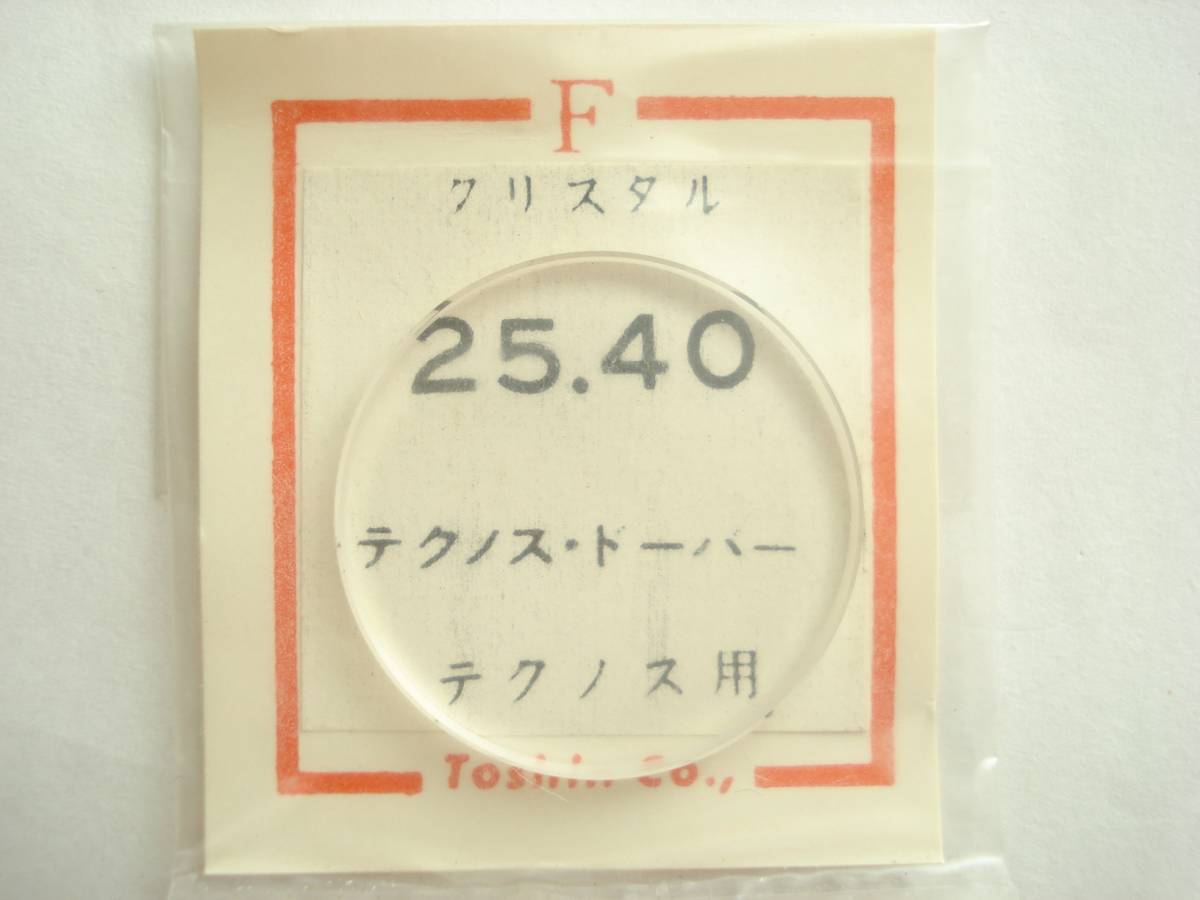 F
クリスタル
25.40
テクノス・ドーバー
テクノス用
Toshin Co.,